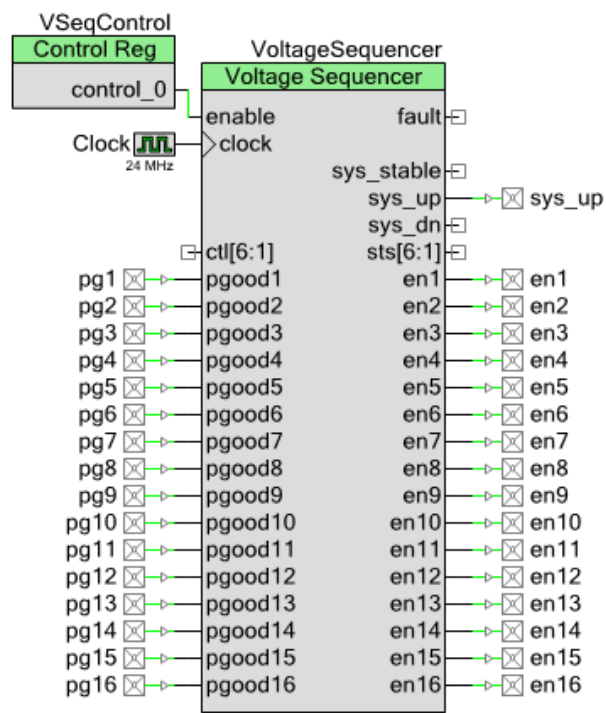 VSeqControl
Control Reg
control_0
VoltageSequencer
Voltage Sequencer
enable fault
Clock clock
24 MHz
sys_stable
sys_up sys_up
sys_dn
ctl[6:1] sts[6:1]
pg1 pgood1 en1 en1
pg2 pgood2 en2 en2
pg3 pgood3 en3 en3
pg4 pgood4 en4 en4
pg5 pgood5 en5 en5
pg6 pgood6 en6 en6
pg7 pgood7 en7 en7
pg8 pgood8 en8 en8
pg9 pgood9 en9 en9
pg10 pgood10 en10 en10
pg11 pgood11 en11 en11
pg12 pgood12 en12 en12
pg13 pgood13 en13 en13
pg14 pgood14 en14 en14
pg15 pgood15 en15 en15
pg16 pgood16 en16 en16